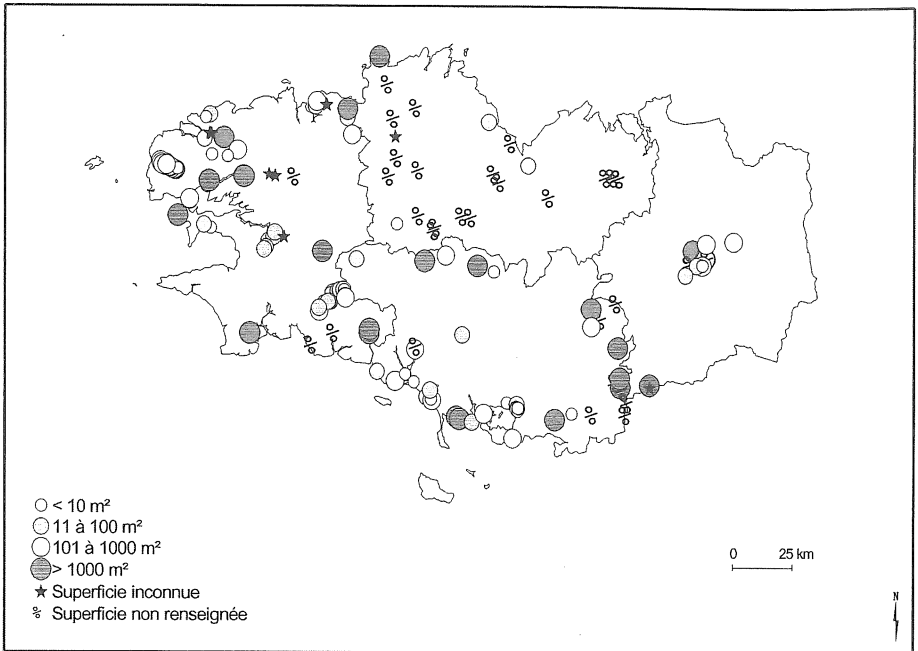 < 10 m²
11 à 100 m²
101 à 1000 m²
> 1000 m²
Superficie inconnue
Superficie non renseignée
0 25 km
N